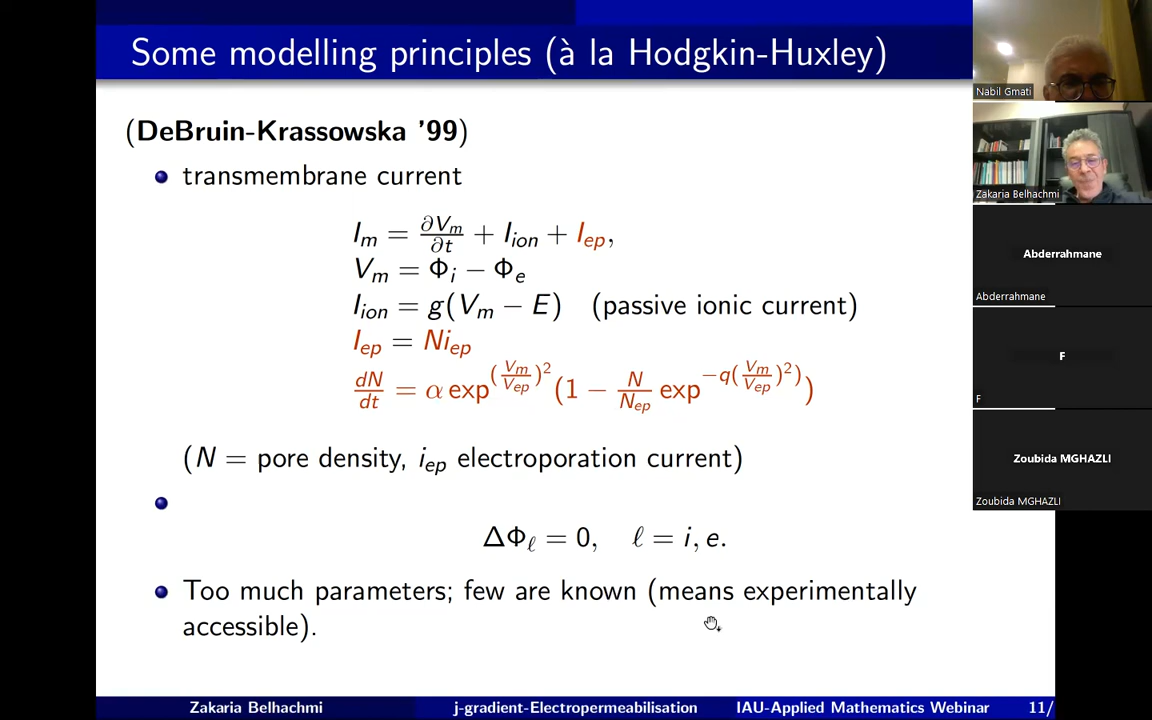 Some modelling principles (à la Hodgkin-Huxley)
(DeBruin-Krassowska '99)
transmembrane current
I_m = ∂V_m/∂t + I_ion + I_ep,
V_m = Φ_i − Φ_e
I_ion = g(V_m − E) (passive ionic current)
I_ep = Ni_ep
dN/dt = α exp^(V_m/V_ep)^2 (1 − N/N_ep exp^−q(V_m/V_ep)^2))
(N = pore density, i_ep electroporation current)
ΔΦ_ℓ = 0, ℓ = i, e.
Too much parameters; few are known (means experimentally
accessible).
Zakaria Belhachmi j-gradient-Electropermeabilisation IAU-Applied Mathematics Webinar 11/
Nabil Gmati
Zakaria Belhachmi
Abderrahmane
Abderrahmane
F
F
Zoubida MGHAZLI
Zoubida MGHAZLI